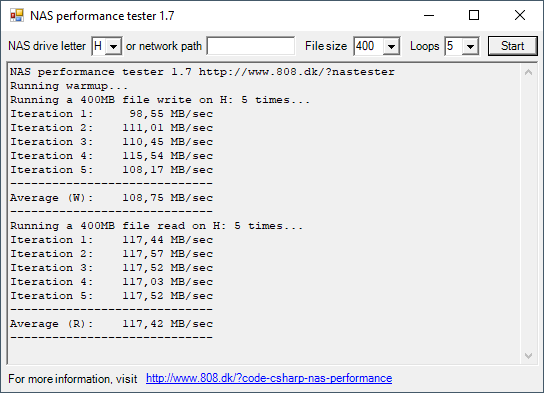 NAS performance tester 1.7
NAS drive letter H or network path File size 400 Loops 5 Start
NAS performance tester 1.7 http://www.808.dk/?nastester
Running warmup...
Running a 400MB file write on H: 5 times...
Iteration 1:     98,55 MB/sec
Iteration 2:    111,01 MB/sec
Iteration 3:    110,45 MB/sec
Iteration 4:    115,54 MB/sec
Iteration 5:    108,17 MB/sec
-----------------------------
Average (W):    108,75 MB/sec
-----------------------------
Running a 400MB file read on H: 5 times...
Iteration 1:    117,44 MB/sec
Iteration 2:    117,57 MB/sec
Iteration 3:    117,52 MB/sec
Iteration 4:    117,03 MB/sec
Iteration 5:    117,52 MB/sec
-----------------------------
Average (R):    117,42 MB/sec
-----------------------------
For more information, visit http://www.808.dk/?code-csharp-nas-performance